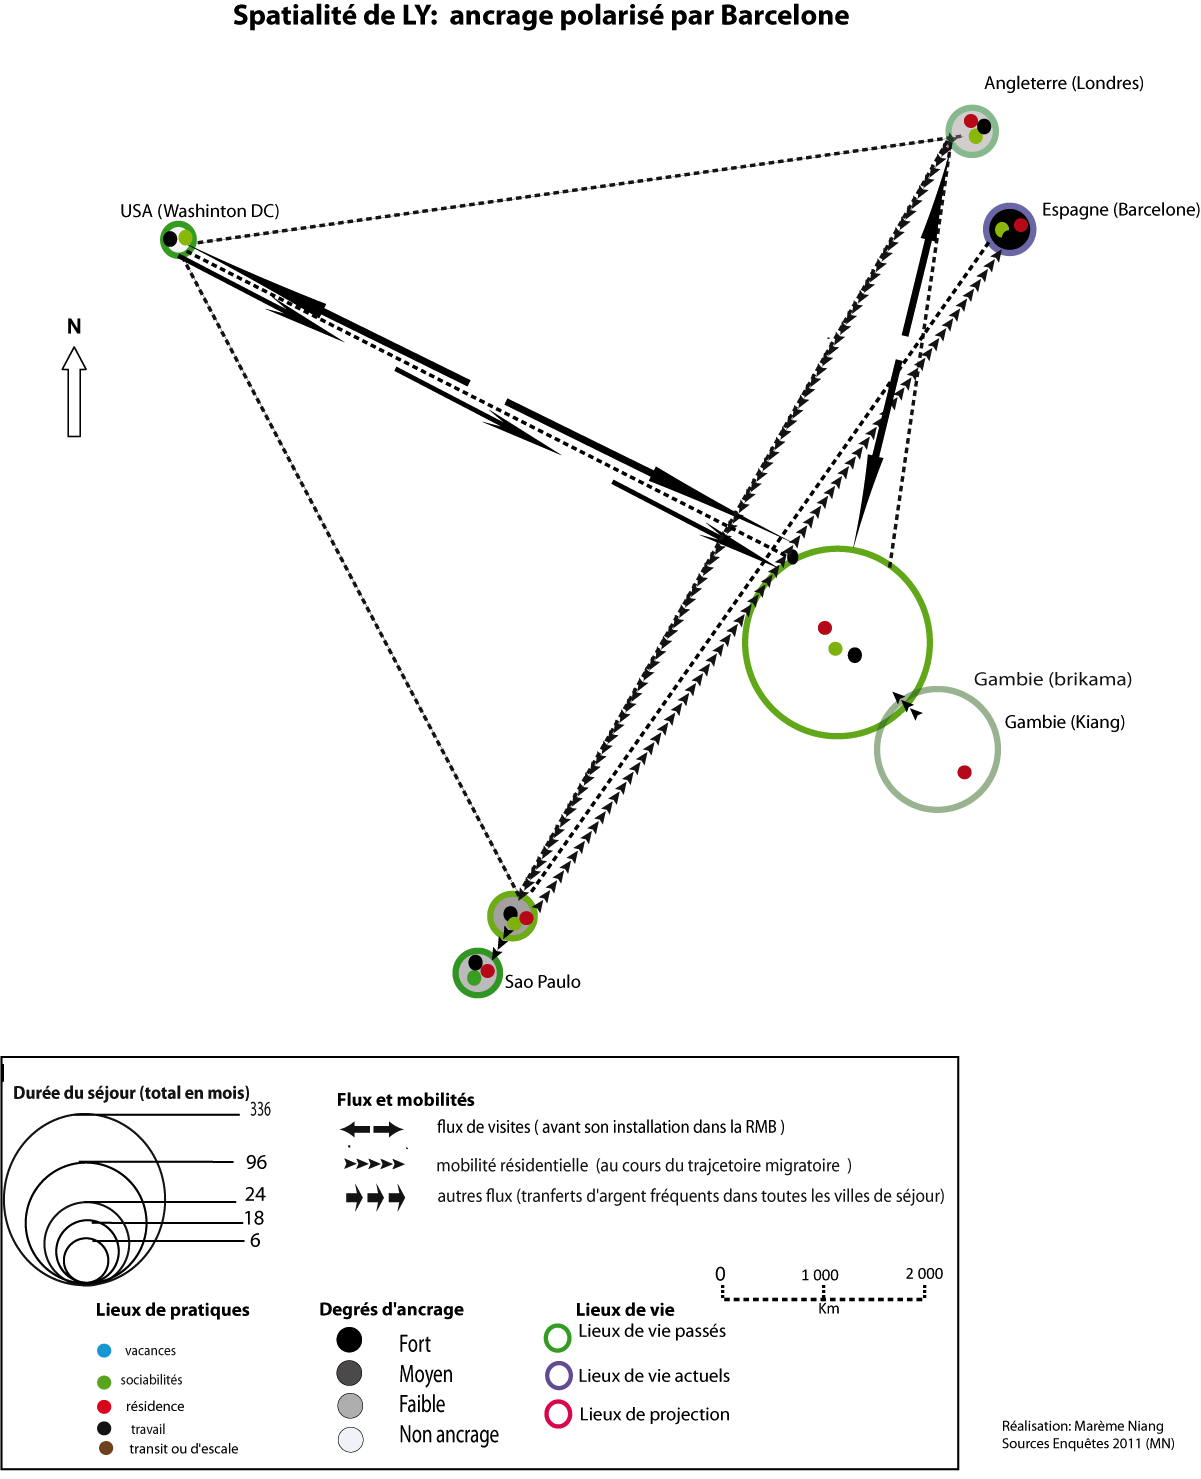 Spatialité de LY:  ancrage polarisé par Barcelone
Angleterre (Londres)
USA (Washinton DC)
Espagne (Barcelone)
N
Gambie (brikama)
Gambie (Kiang)
Sao Paulo
Durée du séjour (total en mois)
336
96
24
18
6
Flux et mobilités
flux de visites ( avant son installation dans la RMB )
mobilité résidentielle  (au cours du trajcetoire migratoire  )
autres flux (tranferts d'argent fréquents dans toutes les villes de séjour)
0
1 000
2 000
Km
Lieux de pratiques
vacances
sociabilités
résidence
travail
transit ou d'escale
Degrés d'ancrage
Fort
Moyen
Faible
Non ancrage
Lieux de vie
Lieux de vie passés
Lieux de vie actuels
Lieux de projection
Réalisation: Marème Niang
Sources Enquêtes 2011 (MN)